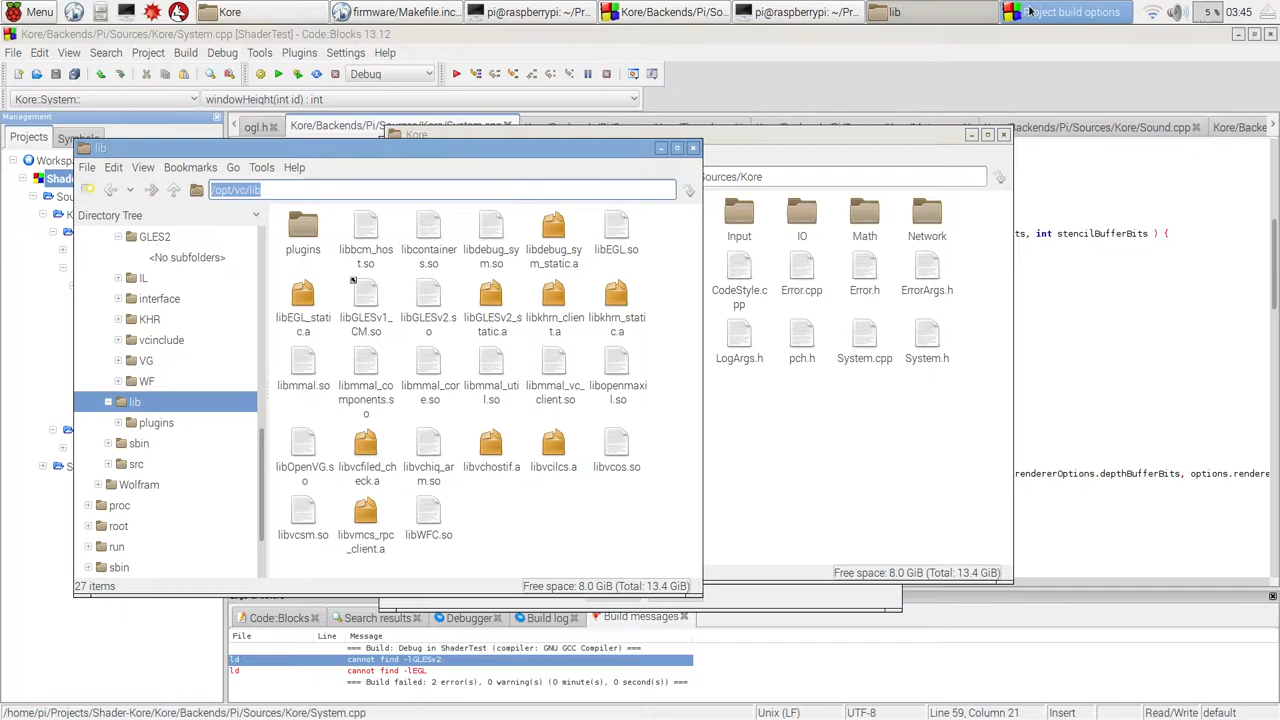 Menu
Kore
firmware/Makefile.inc
pi@raspberrypi: ~/Pr...
Kore/Backends/Pi/So...
pi@raspberrypi: ~/Pr...
lib
Project build options
5 %
03:45
Kore/Backends/Pi/Sources/Kore/System.cpp [ShaderTest] - Code::Blocks 13.12
File Edit View Search Project Build Debug Tools Plugins Settings Help
Debug
Kore::System::
windowHeight(int id) : int
Management
Projects
Symbols
ogl.h
Kore/Backends/Pi/Sources/Kore/System.cpp
Pi/Sources/Kore/Sound.cpp
Kore/Backe
Kore
Sources/Kore
lib
File Edit View Go Bookmarks Tools Help
/opt/vc/lib
Directory Tree
GLES2
<No subfolders>
IL
interface
KHR
vcinclude
VG
WF
lib
plugins
sbin
src
Wolfram
proc
root
run
sbin
plugins
libbcm_host.so
libcontainers.so
libdebug_sym.so
libdebug_sym_static.a
libEGL.so
libEGL_static.a
libGLESv1_CM.so
libGLESv2.so
libGLESv2_static.a
libkhrn_client.a
libkhrn_static.a
libmmal.so
libmmal_components.so
libmmal_core.so
libmmal_util.so
libmmal_vc_client.so
libopenmaxil.so
libOpenVG.so
libvcfiled_check.a
libvchiq_arm.so
libvchostif.a
libvcilcs.a
libvcos.so
libvcsm.so
libvmcs_rpc_client.a
libWFC.so
27 items
Free space: 8.0 GiB (Total: 13.4 GiB)
Input
IO
Math
Network
CodeStyle.cpp
Error.cpp
Error.h
ErrorArgs.h
LogArgs.h
pch.h
System.cpp
System.h
Free space: 8.0 GiB (Total: 13.4 GiB)
ts, int stencilBufferBits ) {
rendererOptions.depthBufferBits, options.rendere
Code::Blocks
Search results
Debugger
Build log
Build messages
File Line Message
=== Build: Debug in ShaderTest (compiler: GNU GCC Compiler) ===
ld cannot find -lGLESv2
ld cannot find -lEGL
=== Build failed: 2 error(s), 0 warning(s) (0 minute(s), 0 second(s)) ===
/home/pi/Projects/Shader-Kore/Kore/Backends/Pi/Sources/Kore/System.cpp
Unix (LF)
UTF-8
Line 59, Column 21
Insert
Read/Write
default